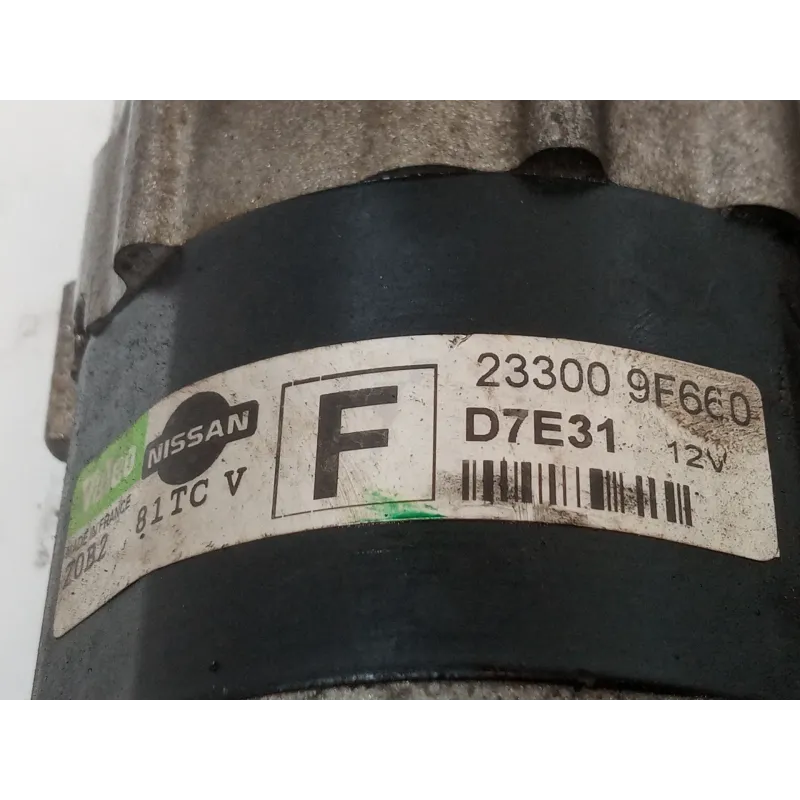 Valeo
NISSAN
F
23300 9F660
D7E31 12V
MADE IN FRANCE
20B2 81TC V